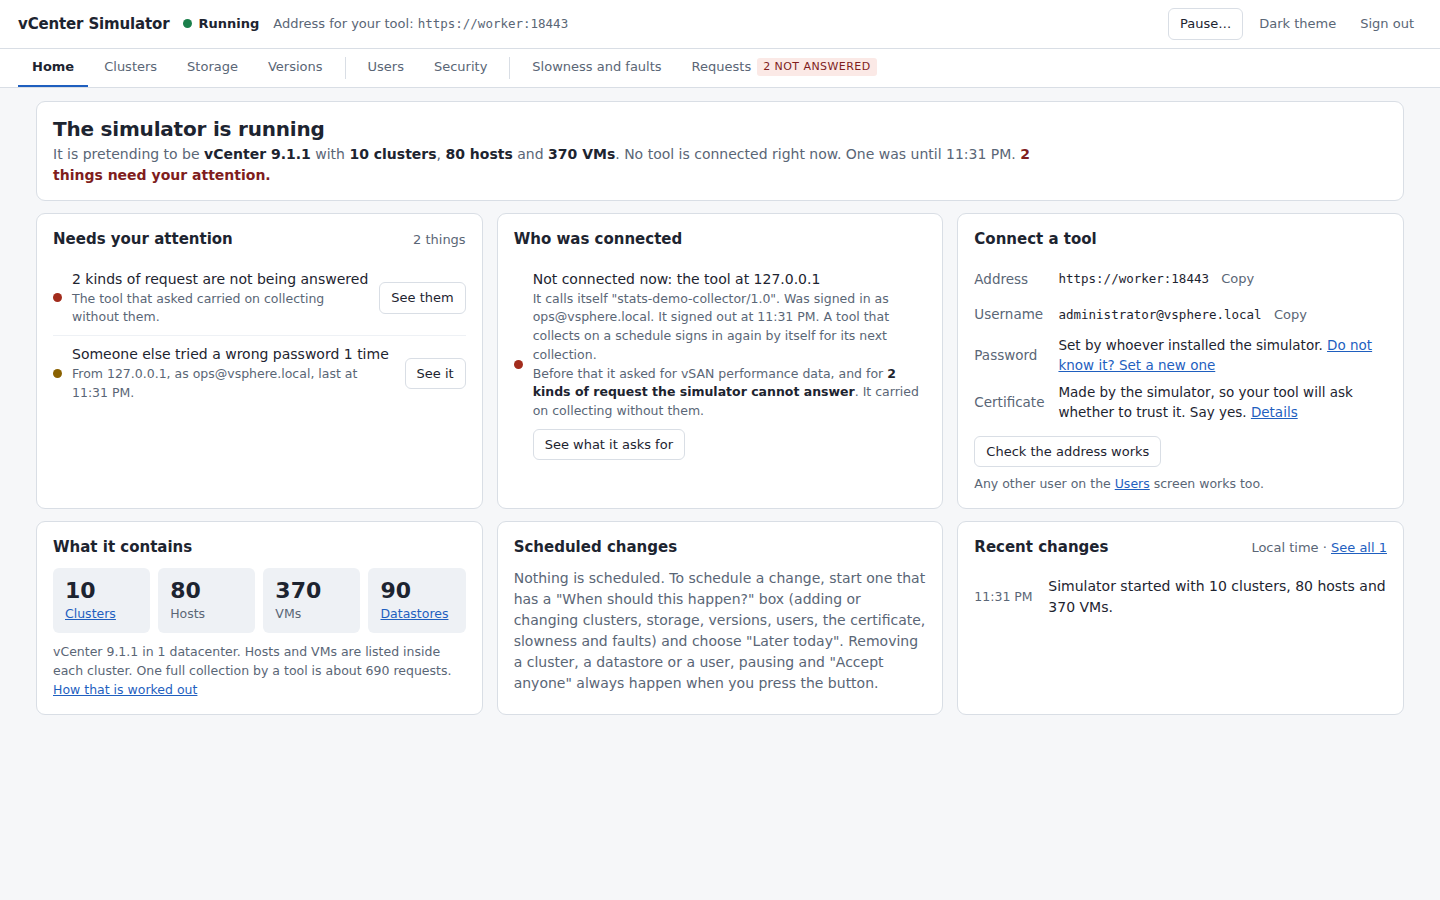 vCenter Simulator
Running
Address for your tool: https://worker:18443
Pause...
Dark theme
Sign out
Home
Clusters
Storage
Versions
Users
Security
Slowness and faults
Requests
2 NOT ANSWERED
The simulator is running
It is pretending to be vCenter 9.1.1 with 10 clusters, 80 hosts and 370 VMs. No tool is connected right now. One was until 11:31 PM. 2
things need your attention.
Needs your attention
2 things
2 kinds of request are not being answered
The tool that asked carried on collecting
without them.
See them
Someone else tried a wrong password 1 time
From 127.0.0.1, as ops@vsphere.local, last at
11:31 PM.
See it
Who was connected
Not connected now: the tool at 127.0.0.1
It calls itself "stats-demo-collector/1.0". Was signed in as
ops@vsphere.local. It signed out at 11:31 PM. A tool that
collects on a schedule signs in again by itself for its next
collection.
Before that it asked for vSAN performance data, and for 2
kinds of request the simulator cannot answer. It carried
on collecting without them.
See what it asks for
Connect a tool
Address
https://worker:18443
Copy
Username
administrator@vsphere.local
Copy
Password
Set by whoever installed the simulator. Do not
know it? Set a new one
Certificate
Made by the simulator, so your tool will ask
whether to trust it. Say yes. Details
Check the address works
Any other user on the Users screen works too.
What it contains
10
Clusters
80
Hosts
370
VMs
90
Datastores
vCenter 9.1.1 in 1 datacenter. Hosts and VMs are listed inside
each cluster. One full collection by a tool is about 690 requests.
How that is worked out
Scheduled changes
Nothing is scheduled. To schedule a change, start one that
has a "When should this happen?" box (adding or
changing clusters, storage, versions, users, the certificate,
slowness and faults) and choose "Later today". Removing
a cluster, a datastore or a user, pausing and "Accept
anyone" always happen when you press the button.
Recent changes
Local time · See all 1
11:31 PM
Simulator started with 10 clusters, 80 hosts and
370 VMs.